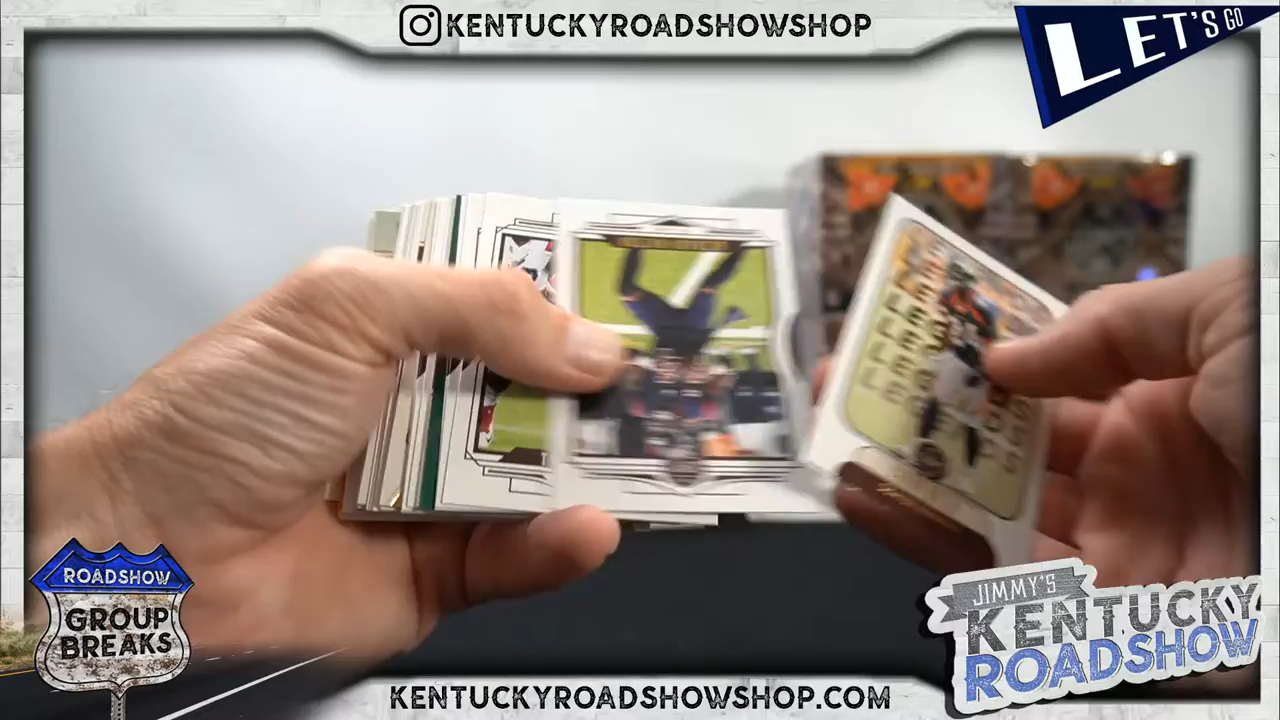 KENTUCKYROADSHOWSHOP
LET'S GO
ROADSHOW
GROUP
BREAKS
JIMMY'S
KENTUCKY
ROADSHOW
KENTUCKYROADSHOWSHOP.COM